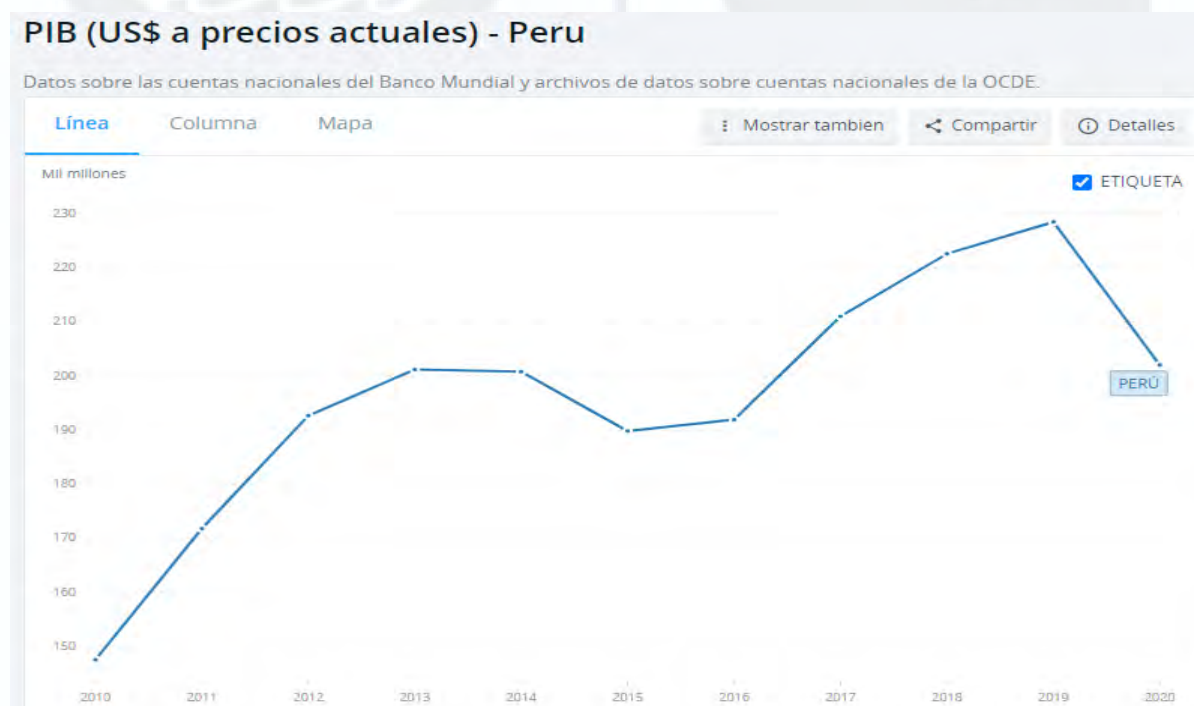 PIB (US$ a precios actuales) - Peru
Datos sobre las cuentas nacionales del Banco Mundial y archivos de datos sobre cuentas nacionales de la OCDE.
Línea Columna Mapa Mostrar tambien Compartir Detalles
Mil millones
ETIQUETA
230
220
210
200
PERÚ
190
180
170
160
150
2010 2011 2012 2013 2014 2015 2016 2017 2018 2019 2020